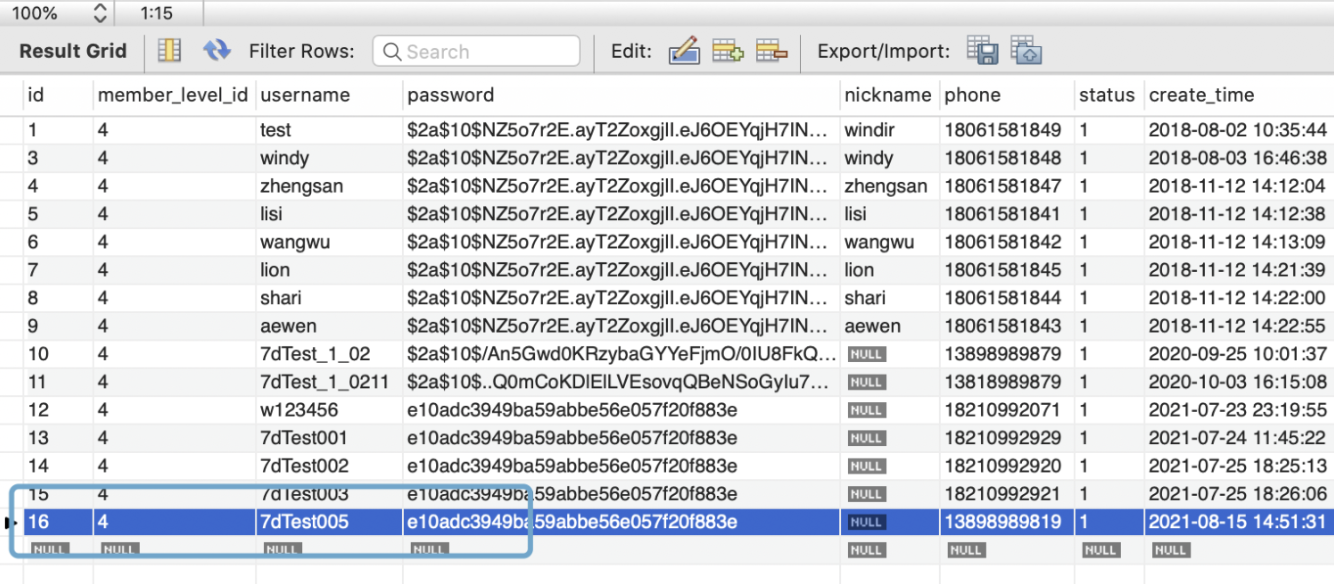 100% 1:15
Result Grid Filter Rows: Search Edit: Export/Import:
id member_level_id username password nickname phone status create_time
1 4 test $2a$10$NZ5o7r2E.ayT2ZoxgjlI.eJ6OEYqjH7IN... windir 18061581849 1 2018-08-02 10:35:44
3 4 windy $2a$10$NZ5o7r2E.ayT2ZoxgjlI.eJ6OEYqjH7IN... windy 18061581848 1 2018-08-03 16:46:38
4 4 zhengsan $2a$10$NZ5o7r2E.ayT2ZoxgjlI.eJ6OEYqjH7IN... zhengsan 18061581847 1 2018-11-12 14:12:04
5 4 lisi $2a$10$NZ5o7r2E.ayT2ZoxgjlI.eJ6OEYqjH7IN... lisi 18061581841 1 2018-11-12 14:12:38
6 4 wangwu $2a$10$NZ5o7r2E.ayT2ZoxgjlI.eJ6OEYqjH7IN... wangwu 18061581842 1 2018-11-12 14:13:09
7 4 lion $2a$10$NZ5o7r2E.ayT2ZoxgjlI.eJ6OEYqjH7IN... lion 18061581845 1 2018-11-12 14:21:39
8 4 shari $2a$10$NZ5o7r2E.ayT2ZoxgjlI.eJ6OEYqjH7IN... shari 18061581844 1 2018-11-12 14:22:00
9 4 aewen $2a$10$NZ5o7r2E.ayT2ZoxgjlI.eJ6OEYqjH7IN... aewen 18061581843 1 2018-11-12 14:22:55
10 4 7dTest_1_02 $2a$10$/An5Gwd0KRzybaGYYeFjmO/0IU8FkQ... NULL 13898989879 1 2020-09-25 10:01:37
11 4 7dTest_1_0211 $2a$10$..Q0mCoKDIElLVEsovqQBeNSoGyIu7... NULL 13818989879 1 2020-10-03 16:15:08
12 4 w123456 e10adc3949ba59abbe56e057f20f883e NULL 18210992071 1 2021-07-23 23:19:55
13 4 7dTest001 e10adc3949ba59abbe56e057f20f883e NULL 18210992929 1 2021-07-24 11:45:22
14 4 7dTest002 e10adc3949ba59abbe56e057f20f883e NULL 18210992920 1 2021-07-25 18:25:13
15 4 7dTest003 e10adc3949ba59abbe56e057f20f883e NULL 18210992921 1 2021-07-25 18:26:06
16 4 7dTest005 e10adc3949ba59abbe56e057f20f883e NULL 13898989819 1 2021-08-15 14:51:31
NULL NULL NULL NULL NULL NULL NULL NULL